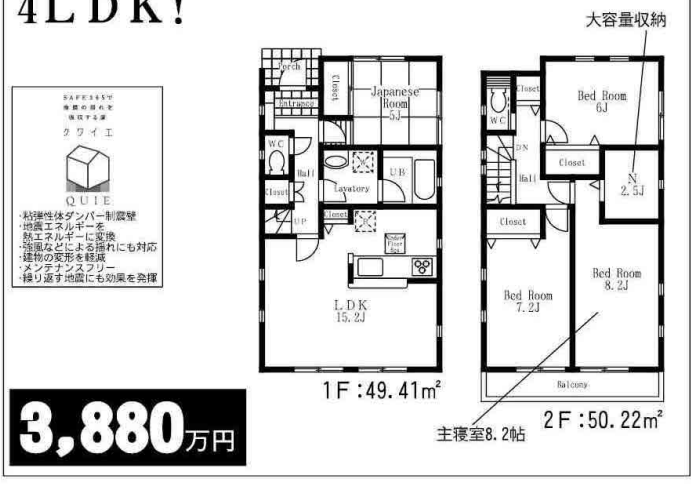 4LDK!
大容量収納
SAFE365で
地震の揺れを
吸収する家
クワイエ
QUIE
・粘弾性体ダンパー制震壁
・地震エネルギーを
熱エネルギーに変換
・強風などによる揺れにも対応
・建物の変形を軽減
・メンテナンスフリー
・繰り返す地震にも効果を発揮
Porch
Entrance
Closet
Japanese
Room
5J
WC
Hall
Lavatory
UB
Closet
UP
Closet
R
Under
Floor
LDK
15.2J
1F:49.41㎡
WC
Closet
Bed Room
6J
DN
Hall
Closet
N
2.5J
Closet
Bed Room
7.2J
Bed Room
8.2J
Balcony
主寝室8.2帖
2F:50.22㎡
3,880万円